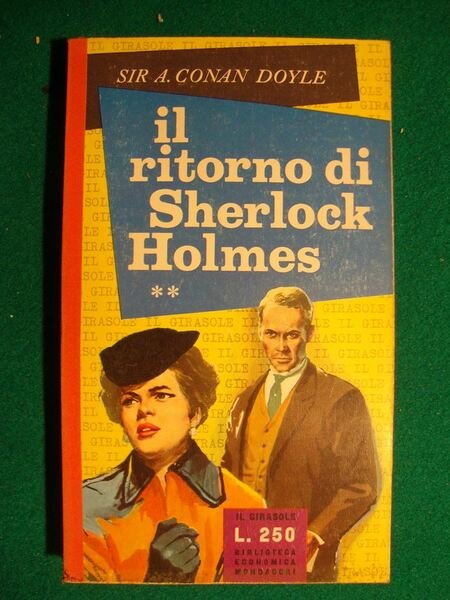 SIR A. CONAN DOYLE
il
ritorno di
Sherlock
Holmes
**
IL GIRASOLE
L. 250
BIBLIOTECA
ECONOMICA
MONDADORI